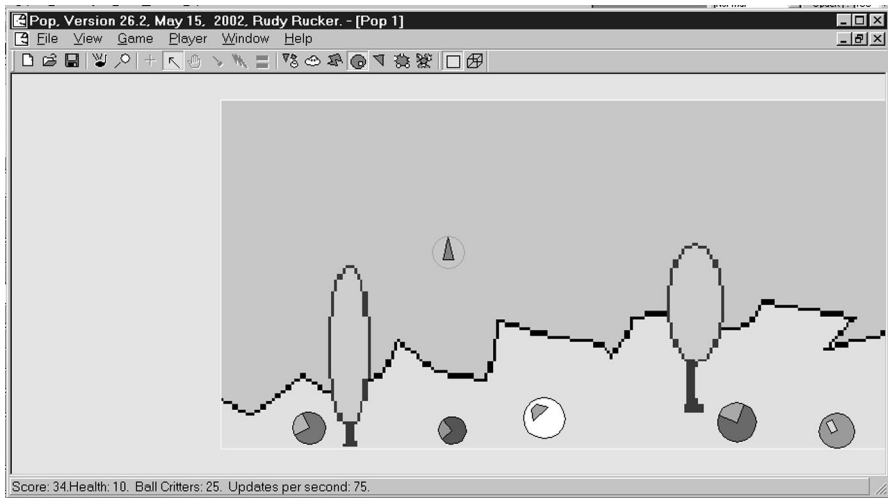 Pop, Version 26.2, May 15, 2002, Rudy Rucker. - [Pop 1]
File View Game Player Window Help
Score: 34.Health: 10. Ball Critters: 25. Updates per second: 75.